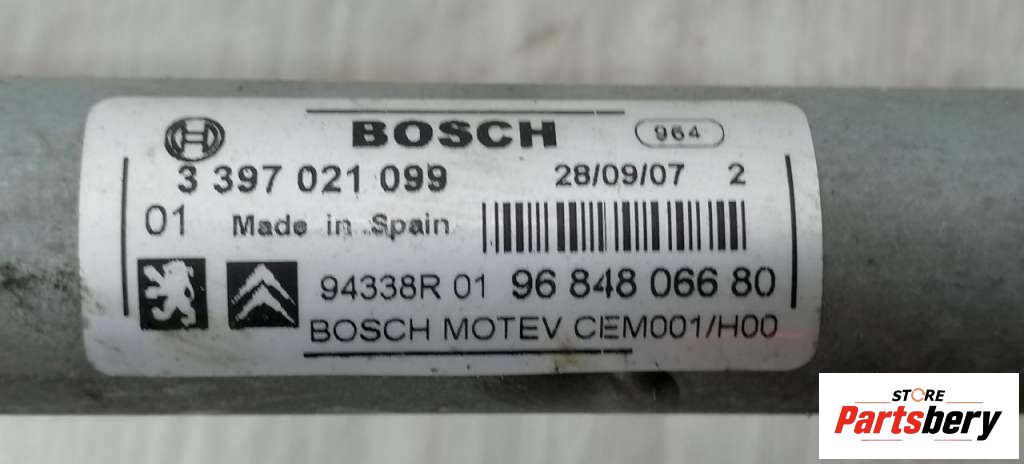 BOSCH 964
3 397 021 099 28/09/07 2
01 Made in Spain
94338R 01 96 848 066 80
BOSCH MOTEV CEM001/H00
STORE
Partsbery